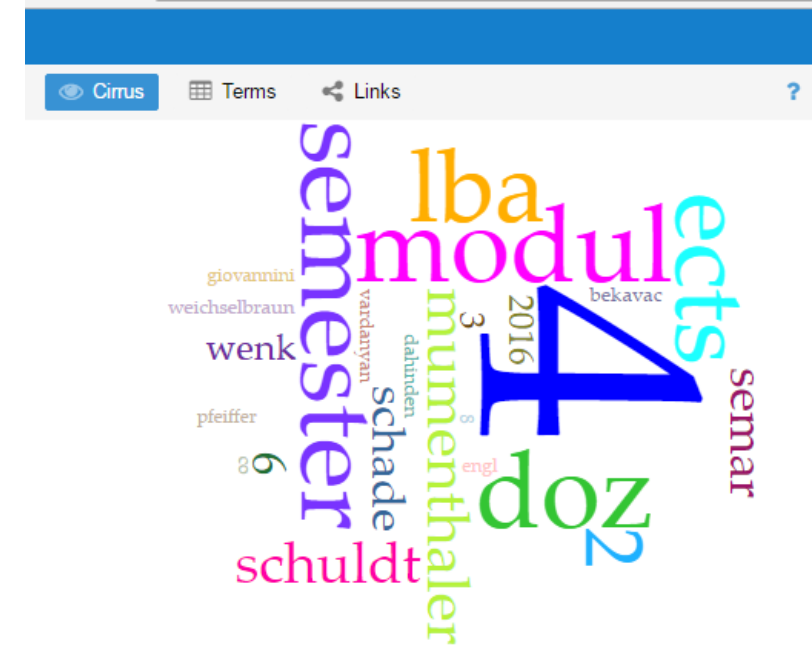 Cirrus Terms Links ?
semester
lba
modul
ects
giovannini
weichselbraun
wenk
vardanyan
dahinden
mumenthaler
3
2016
4
bekavac
semar
pfeiffer
schade
8
6
engl
doz
2
schuldt